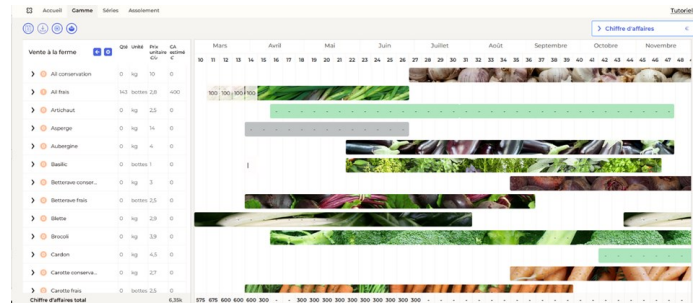 Accueil Gamme Séries Assolement Tutoriel
Chiffre d'affaires €
Vente à la ferme Qté Unité Prix unitaire €/u CA estimé €
Mars Avril Mai Juin Juillet Août Septembre Octobre Novembre
10 11 12 13 14 15 16 17 18 19 20 21 22 23 24 25 26 27 28 29 30 31 32 33 34 35 36 37 38 39 40 41 42 43 44 45 46 47 48
Ail conservation 0 kg 10 0
Ail frais 143 bottes 2,8 400 100 100 100 100
Artichaut 0 kg 2,5 0
Asperge 0 kg 14 0
Aubergine 0 kg 4 0
Basilic 0 bottes 1 0
Betterave conser... 0 kg 3 0
Betterave frais 0 bottes 2,5 0
Blette 0 kg 2,9 0
Brocoli 0 kg 3,9 0
Cardon 0 kg 4,5 0
Carotte conserva... 0 kg 2,7 0
Carotte frais 0 bottes 2,5 0
Chiffre d'affaires total 6,35k 575 675 600 600 600 300 - - 300 300 300 300 300 300 300 300 300 300